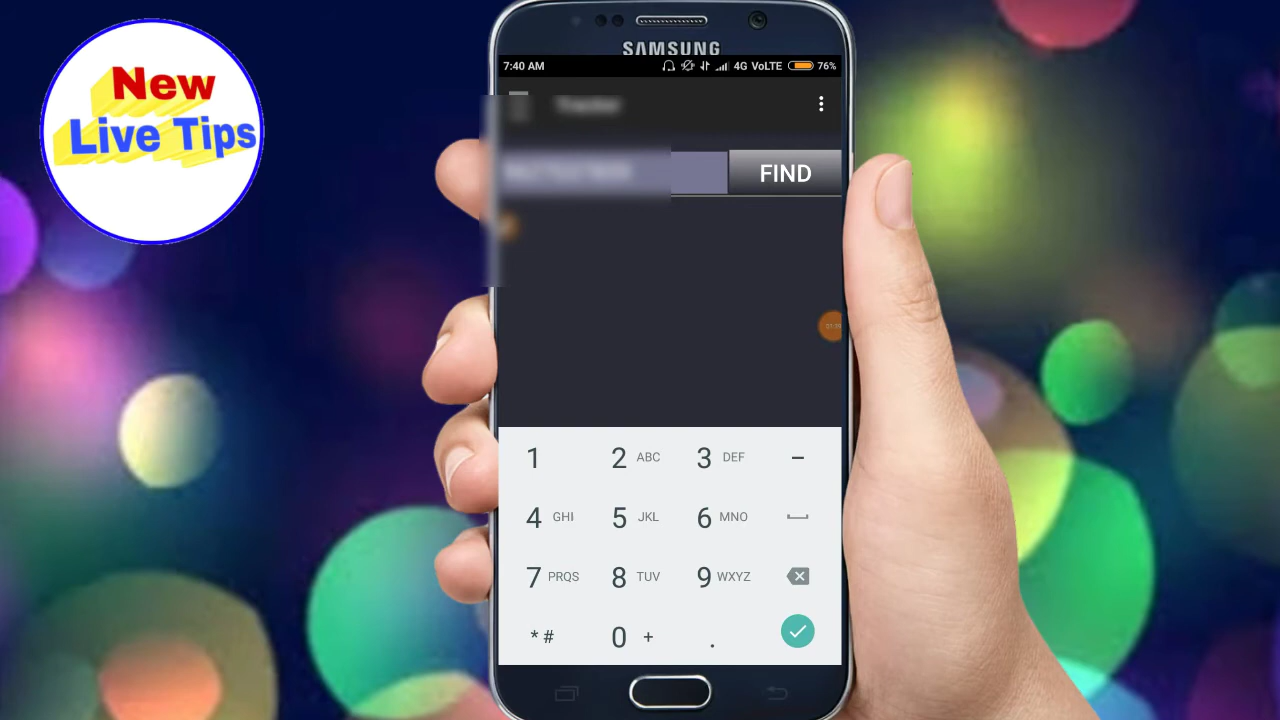 New
Live Tips
SAMSUNG
7:40 AM 4G VoLTE 76%
FIND
1 2 ABC 3 DEF –
4 GHI 5 JKL 6 MNO
7 PRQS 8 TUV 9 WXYZ
* # 0 + .